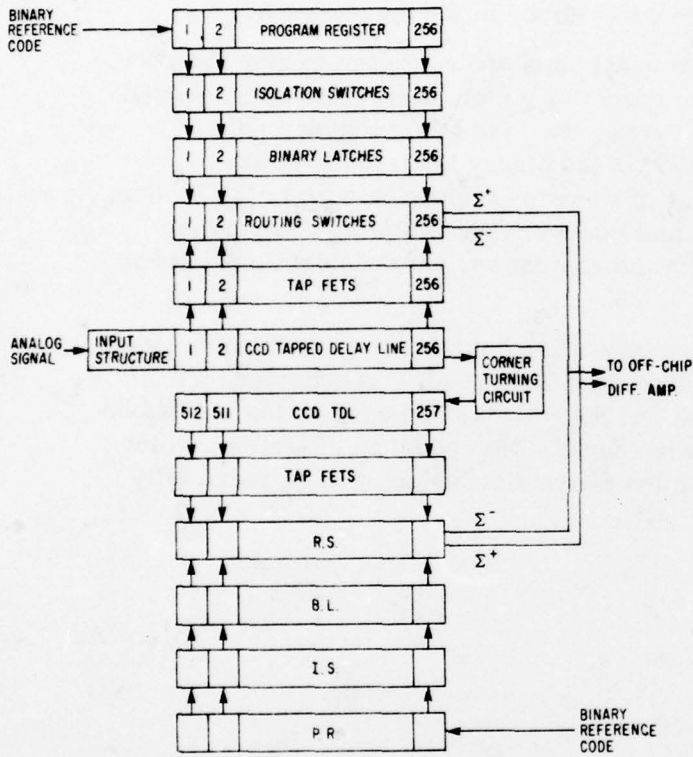 BINARY
REFERENCE
CODE
1 2 PROGRAM REGISTER 256
1 2 ISOLATION SWITCHES 256
1 2 BINARY LATCHES 256
1 2 ROUTING SWITCHES 256
Σ+
Σ-
1 2 TAP FETS 256
ANALOG
SIGNAL
INPUT
STRUCTURE
1 2 CCD TAPPED DELAY LINE 256
CORNER
TURNING
CIRCUIT
TO OFF-CHIP
DIFF. AMP.
512 511 CCD TDL 257
TAP FETS
R.S.
Σ-
Σ+
B.L.
I.S.
P.R.
BINARY
REFERENCE
CODE